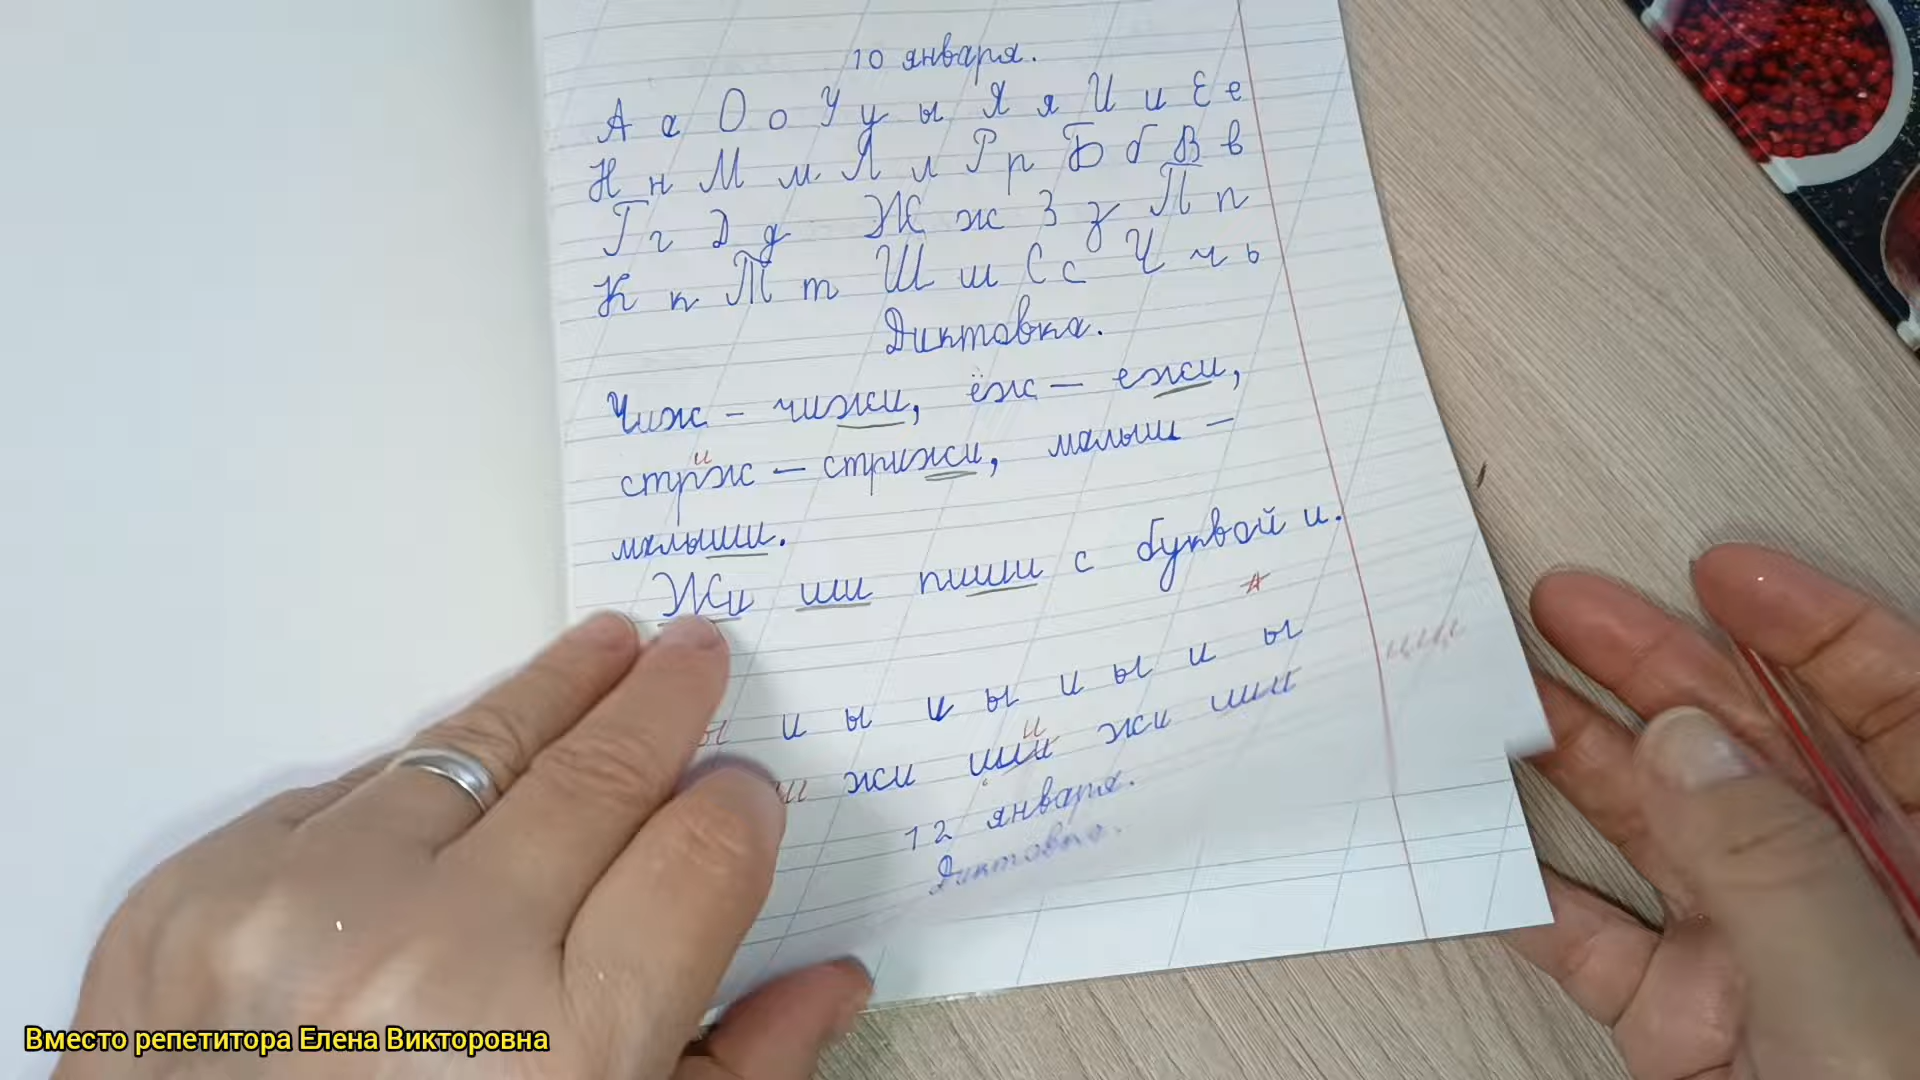 10 января.
А а О о У у ы Я я И и Е е
Н н М м Л л Р р Б б В в
Г г Д д Ж ж З з П п
К к Т т Ш ш С с Ч ч ь
Диктовка.
Чиж – чижи, ёж – ежи,
и
стрж – стрижи, малыш –
малыши.
Жи ши пиши с буквой и.
ы и ы и ы и ы и ы
и
жи ши жи ши
12 января.
Диктовка.
Вместо репетитора Елена Викторовна